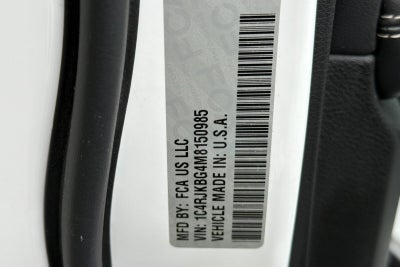 MFD BY: FCA US LLC
VIN: 1C4RJKBG4M8150985
VEHICLE MADE IN: U.S.A.